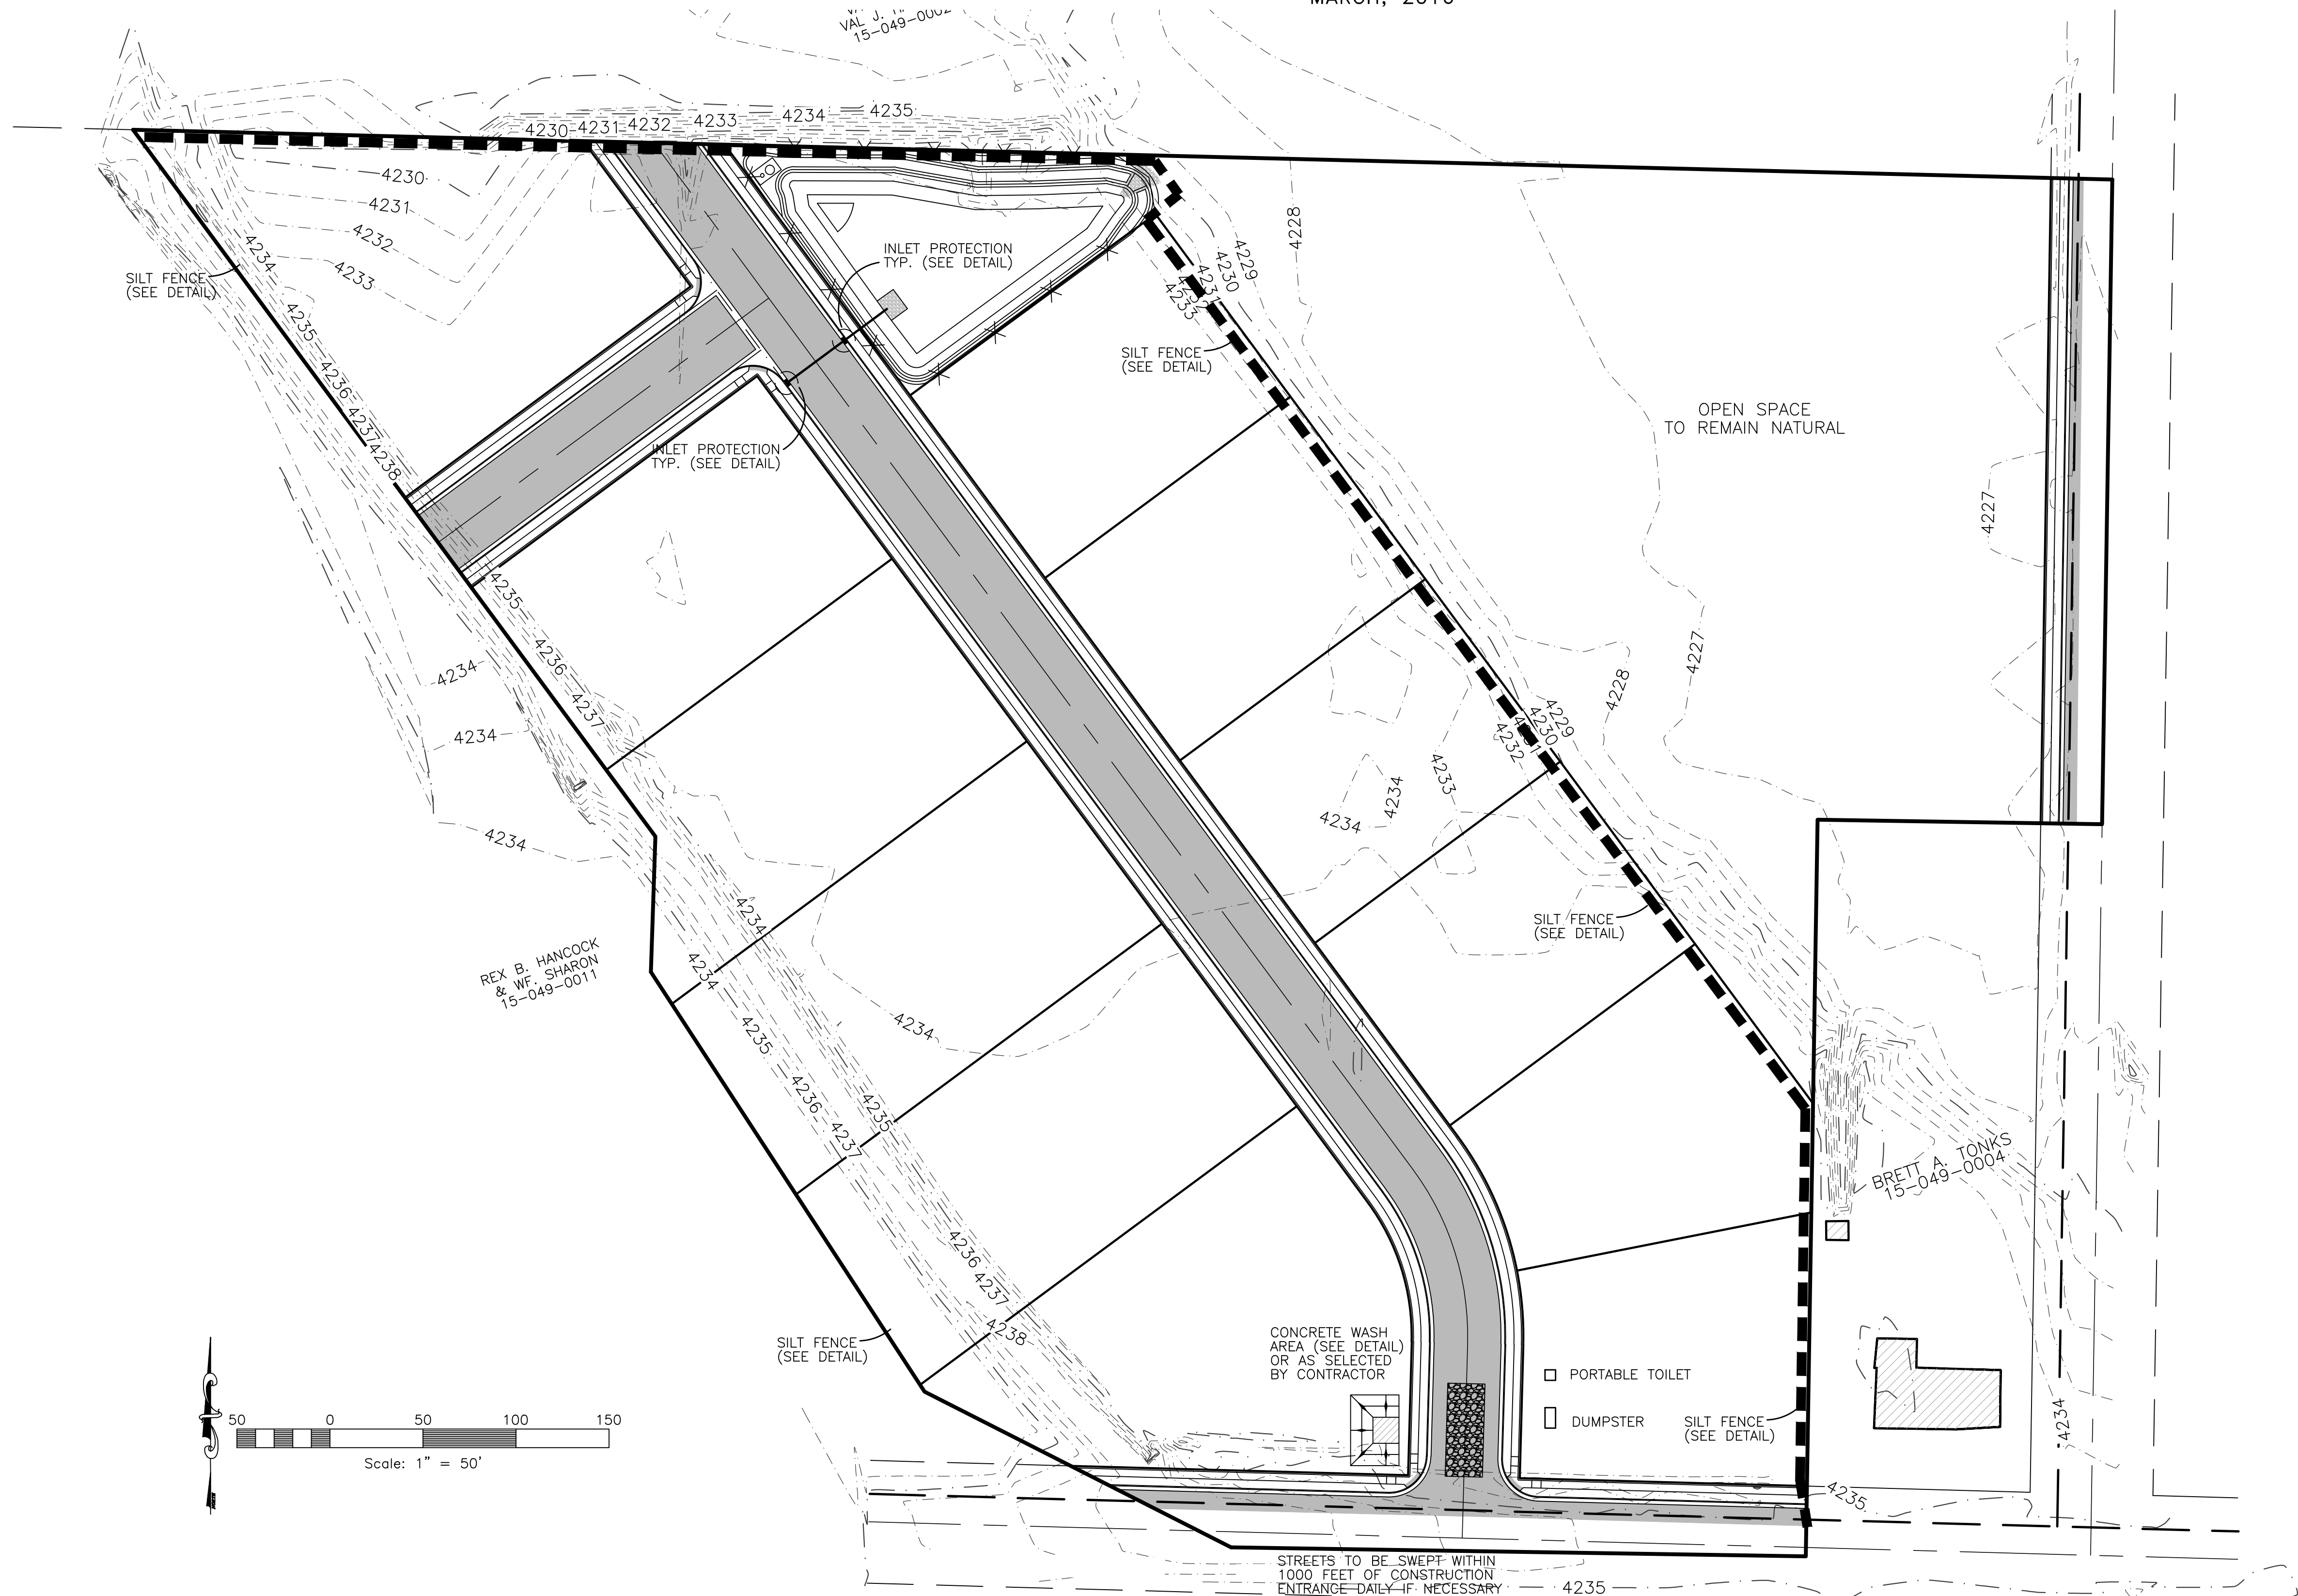 MARCH, 2016
VAL J.
15-049-0002
4230 4231 4232 4233 4234 4235
4230
4231
4232
4233
4234
4235
4236
4237
4238
SILT FENCE
(SEE DETAIL)
INLET PROTECTION
TYP. (SEE DETAIL)
INLET PROTECTION
TYP. (SEE DETAIL)
4228
4229
4230
4231
4232
4233
SILT FENCE
(SEE DETAIL)
OPEN SPACE
TO REMAIN NATURAL
4227
4227
4228
4235
4236
4237
4234
4234
4234
4229
4230
4231
4232
4233
4234
4234
SILT FENCE
(SEE DETAIL)
REX B. HANCOCK
& WF. SHARON
15-049-0011
4234
4234
4235
4236
4237
4234
4235
4236
4237
4238
BRETT A. TONKS
15-049-0004
SILT FENCE
(SEE DETAIL)
CONCRETE WASH
AREA (SEE DETAIL)
OR AS SELECTED
BY CONTRACTOR
PORTABLE TOILET
DUMPSTER
SILT FENCE
(SEE DETAIL)
4234
4235
50 0 50 100 150
Scale: 1" = 50'
STREETS TO BE SWEPT WITHIN
1000 FEET OF CONSTRUCTION
ENTRANCE DAILY IF NECESSARY
4235